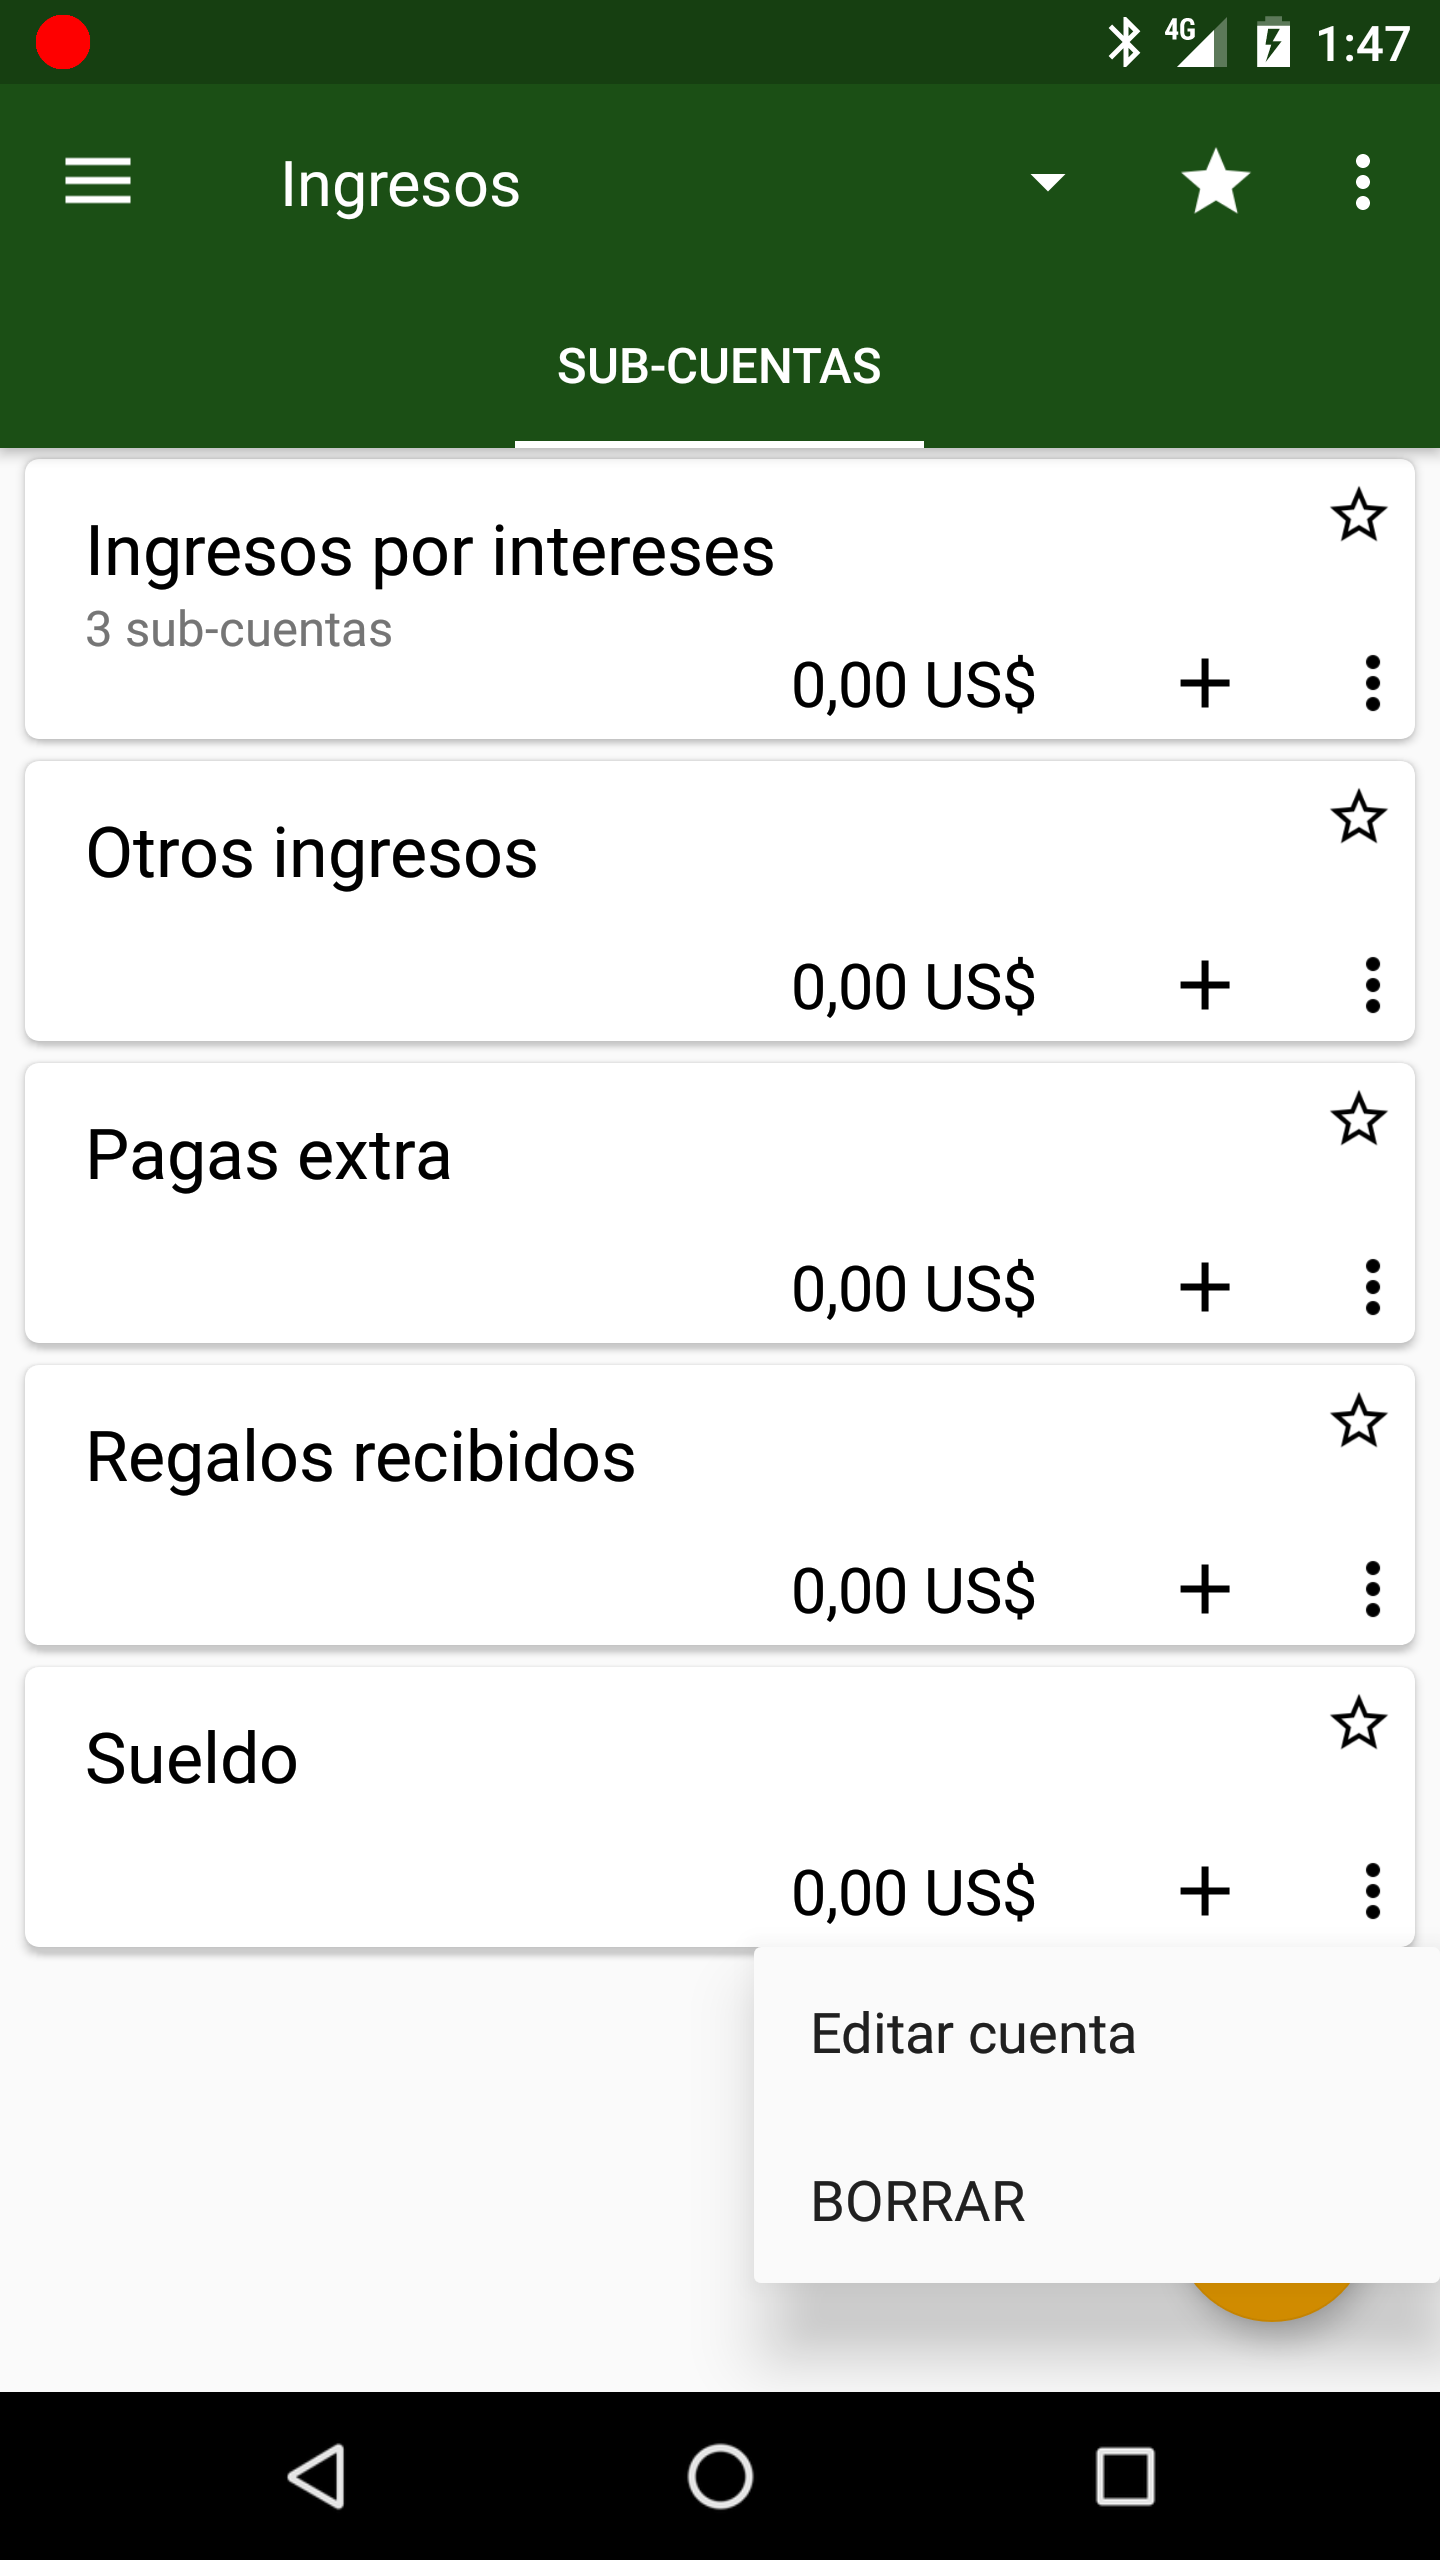 4G 1:47
Ingresos
SUB-CUENTAS
Ingresos por intereses
3 sub-cuentas
0,00 US$
Otros ingresos
0,00 US$
Pagas extra
0,00 US$
Regalos recibidos
0,00 US$
Sueldo
0,00 US$
Editar cuenta
BORRAR